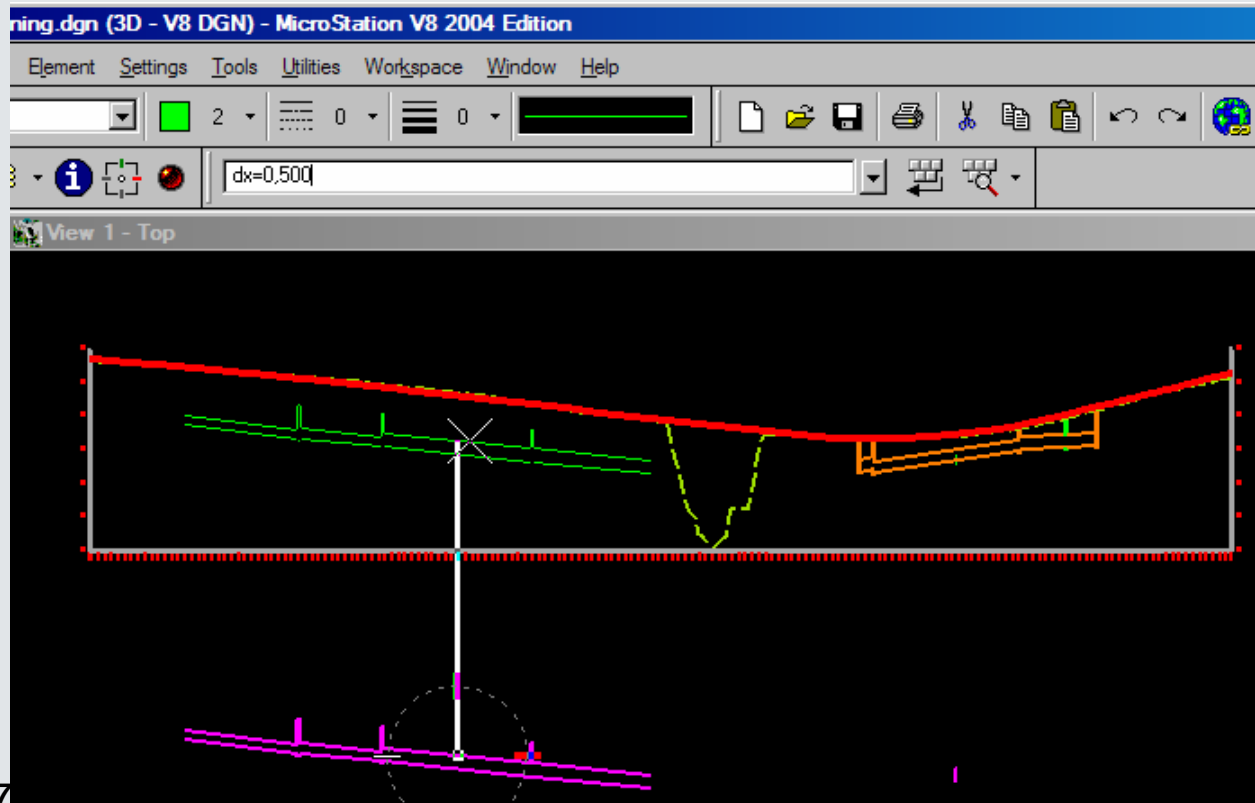 ning.dgn (3D - V8 DGN) - MicroStation V8 2004 Edition
Element Settings Tools Utilities Workspace Window Help
2 0 0
dx=0,500
View 1 - Top
7